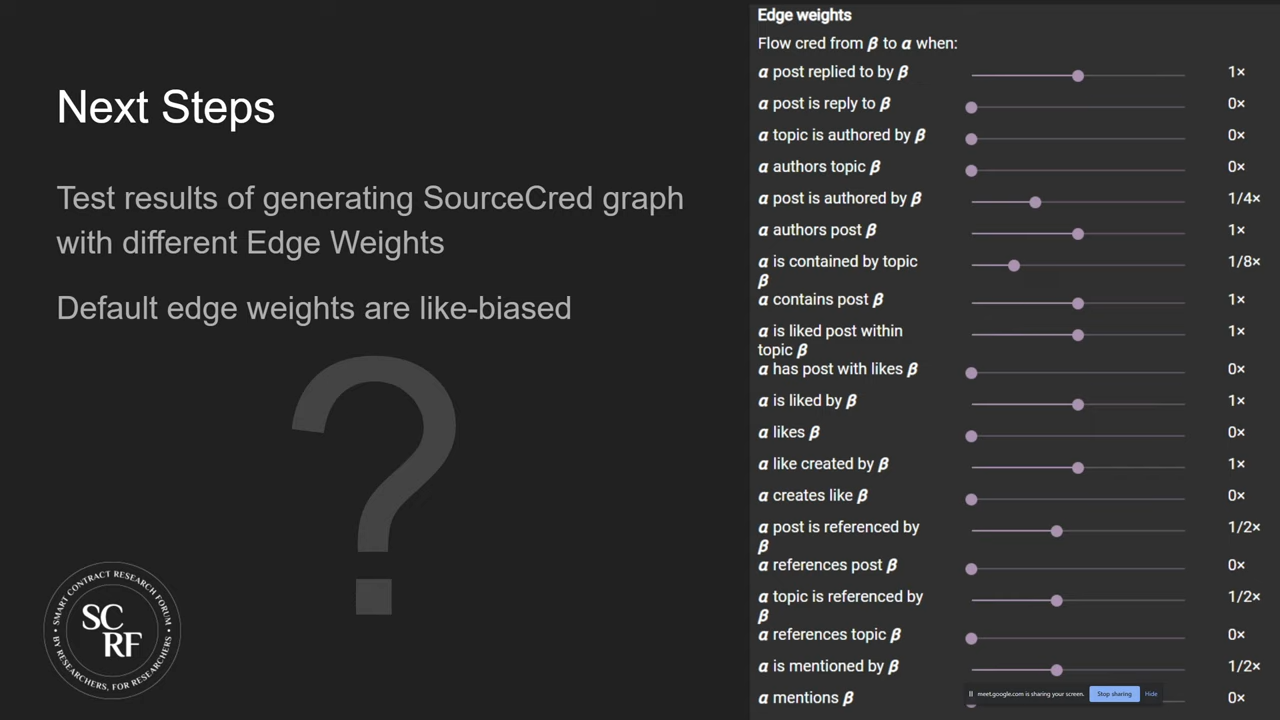 Next Steps
Test results of generating SourceCred graph
with different Edge Weights
Default edge weights are like-biased
?
SMART CONTRACT RESEARCH FORUM
SC
RF
BY RESEARCHERS, FOR RESEARCHERS
Edge weights
Flow cred from β to α when:
α post replied to by β 1×
α post is reply to β 0×
α topic is authored by β 0×
α authors topic β 0×
α post is authored by β 1/4×
α authors post β 1×
α is contained by topic 1/8×
β
α contains post β 1×
α is liked post within 1×
topic β
α has post with likes β 0×
α is liked by β 1×
α likes β 0×
α like created by β 1×
α creates like β 0×
α post is referenced by 1/2×
β
α references post β 0×
α topic is referenced by 1/2×
β
α references topic β 0×
α is mentioned by β 1/2×
meet.google.com is sharing your screen. Stop sharing Hide
α mentions β 0×